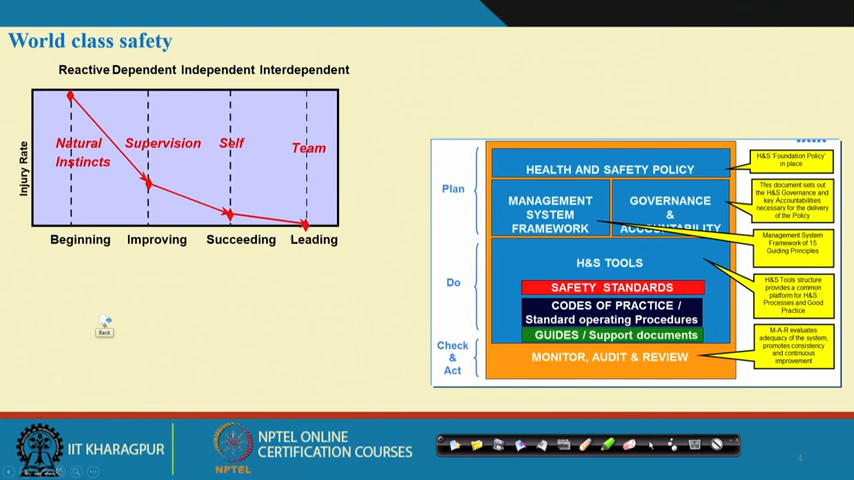 World class safety
Reactive Dependent Independent Interdependent
Injury Rate
Natural
Instincts
Supervision
Self
Team
Beginning
Improving
Succeeding
Leading
Back
Plan
Do
Check
&
Act
HEALTH AND SAFETY POLICY
MANAGEMENT
SYSTEM
FRAMEWORK
GOVERNANCE
&
ACCOUNTABILITY
H&S TOOLS
SAFETY STANDARDS
CODES OF PRACTICE /
Standard operating Procedures
GUIDES / Support documents
MONITOR, AUDIT & REVIEW
H&S 'Foundation Policy'
in place
This document sets out
the H&S Governance and
key Accountabilities
necessary for the delivery
of the Policy
Management System
Framework of 15
Guiding Principles
H&S Tools structure
provides a common
platform for H&S
Processes and Good
Practice
M-A-R evaluates
adequacy of the system,
promotes consistency
and continuous
improvement
IIT KHARAGPUR
NPTEL
NPTEL ONLINE
CERTIFICATION COURSES
4